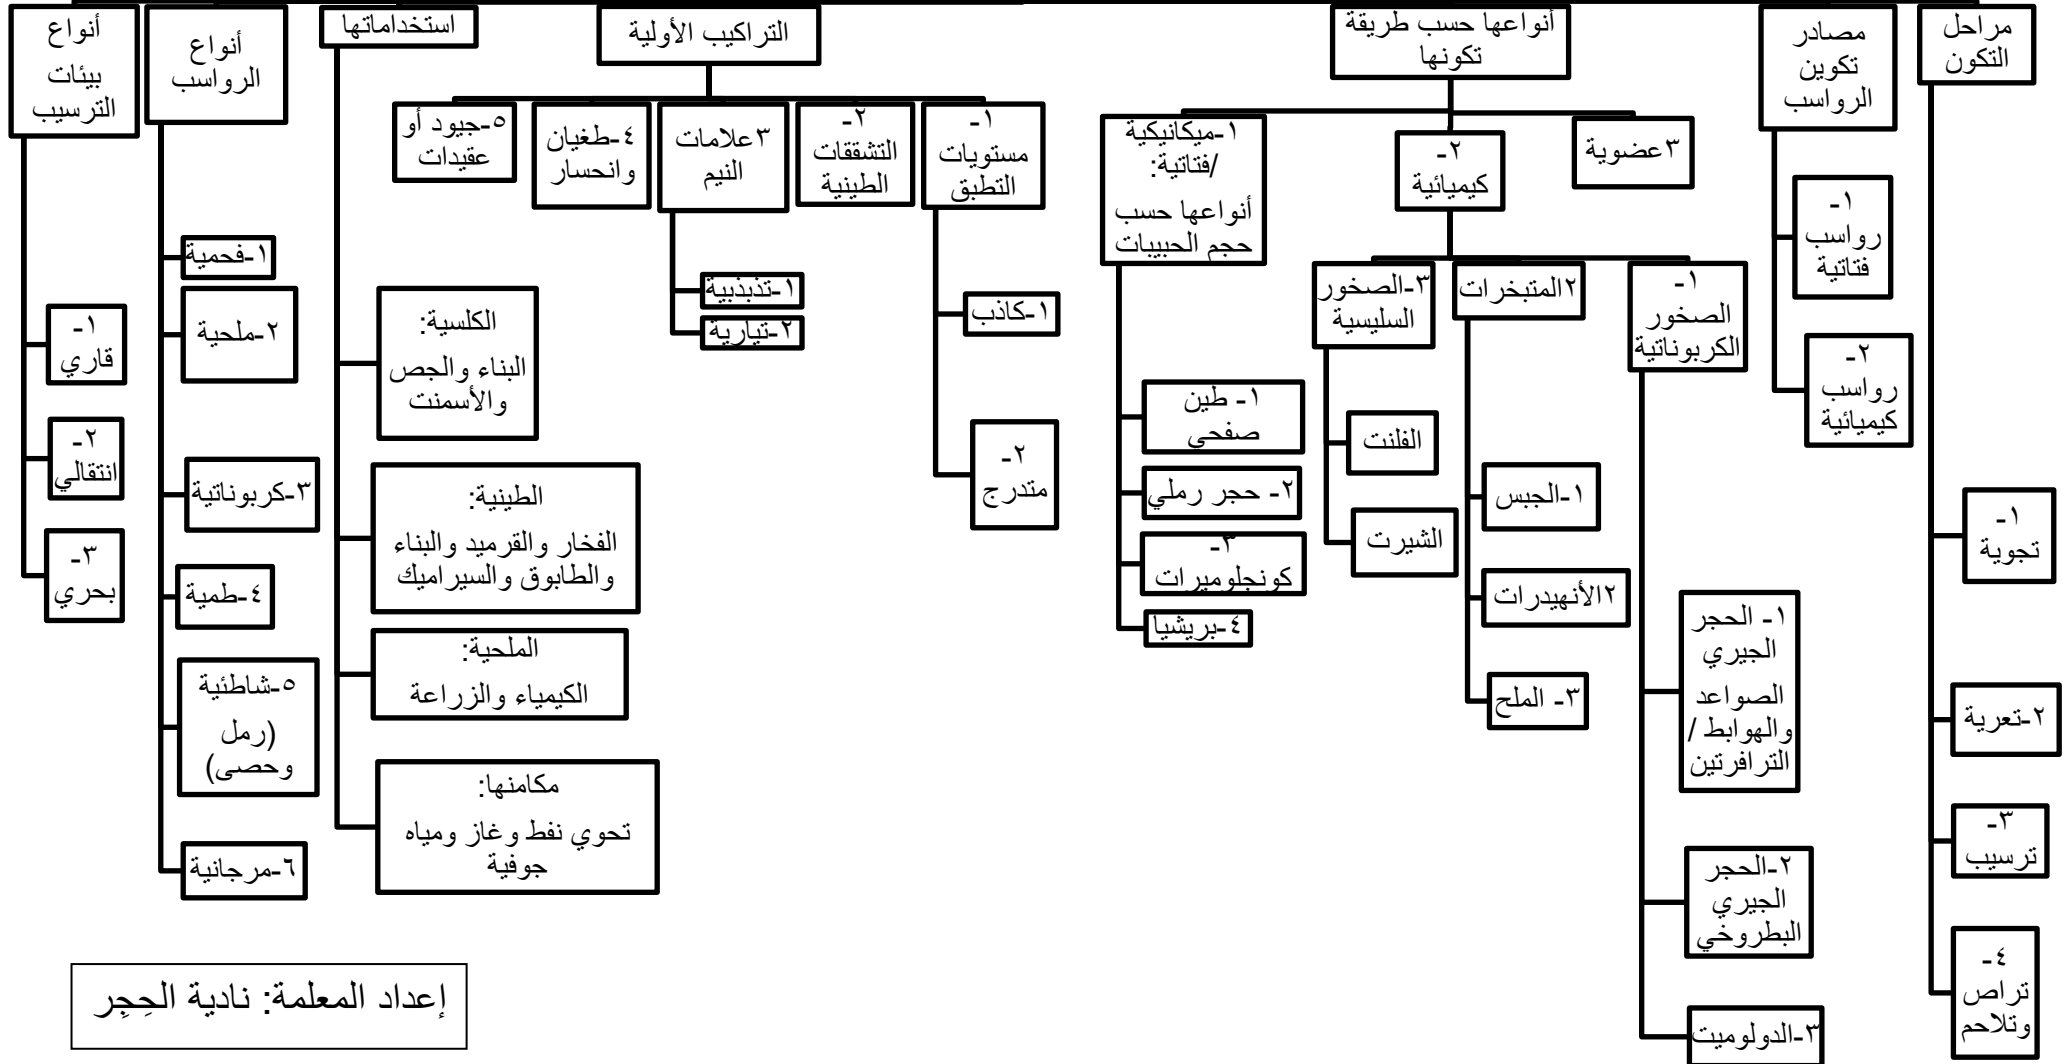 مراحل
التكون
١-
تجوية
٢-تعرية
٣-
ترسيب
٤-
تراص
وتلاحم
مصادر
تكوين
الرواسب
١-
رواسب
فتاتية
٢-
رواسب
كيميائية
أنواعها حسب طريقة
تكونها
٣عضوية
٢-
كيميائية
١-
الصخور
الكربوناتية
١- الحجر
الجيري
الصواعد
والهوابط /
الترافرتين
٢-الحجر
الجيري
البطروخي
٣-الدولوميت
٢المتبخرات
١-الجبس
٢الأنهيدرات
٣- الملح
٣-الصخور
السليسية
الفلنت
الشيرت
١-ميكانيكية
/فتاتية:
أنواعها حسب
حجم الحبيبات
١- طين
صفحي
٢- حجر رملي
٣-
كونجلوميرات
٤-بريشيا
التراكيب الأولية
١-
مستويات
التطبق
١-كاذب
٢-
متدرج
٢-
التشققات
الطينية
٣علامات
النيم
١-تذبذبية
٢-تيارية
٤-طغيان
وانحسار
٥-جيود أو
عقيدات
استخداماتها
الكلسية:
البناء والجص
والأسمنت
الطينية:
الفخار والقرميد والبناء
والطابوق والسيراميك
الملحية:
الكيمياء والزراعة
مكامنها:
تحوي نفط وغاز ومياه
جوفية
أنواع
الرواسب
١-فحمية
٢-ملحية
٣-كربوناتية
٤-طمية
٥-شاطئية
(رمل
وحصى)
٦-مرجانية
أنواع
بيئات
الترسيب
١-
قاري
٢-
انتقالي
٣-
بحري
إعداد المعلمة: نادية الحِجِر